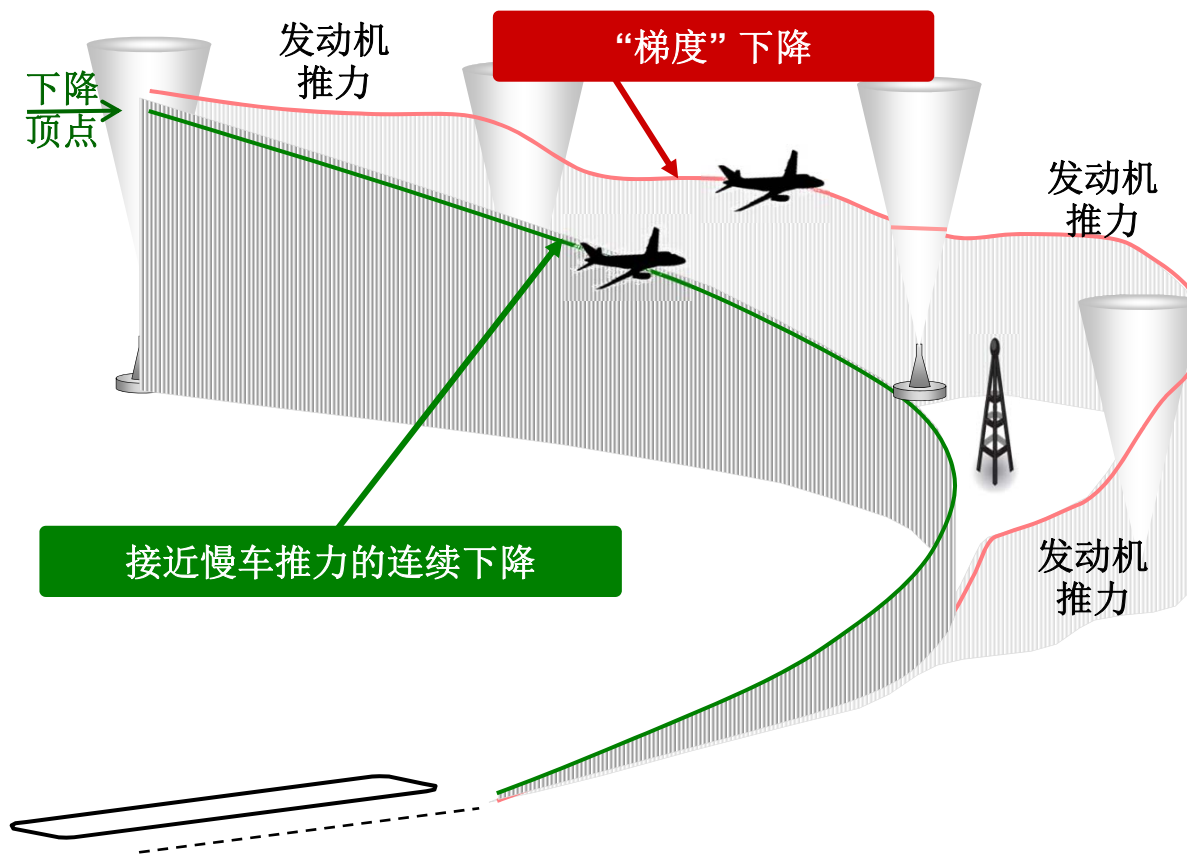 发动机
推力
“梯度” 下降
下降
顶点
发动机
推力
接近慢车推力的连续下降
发动机
推力